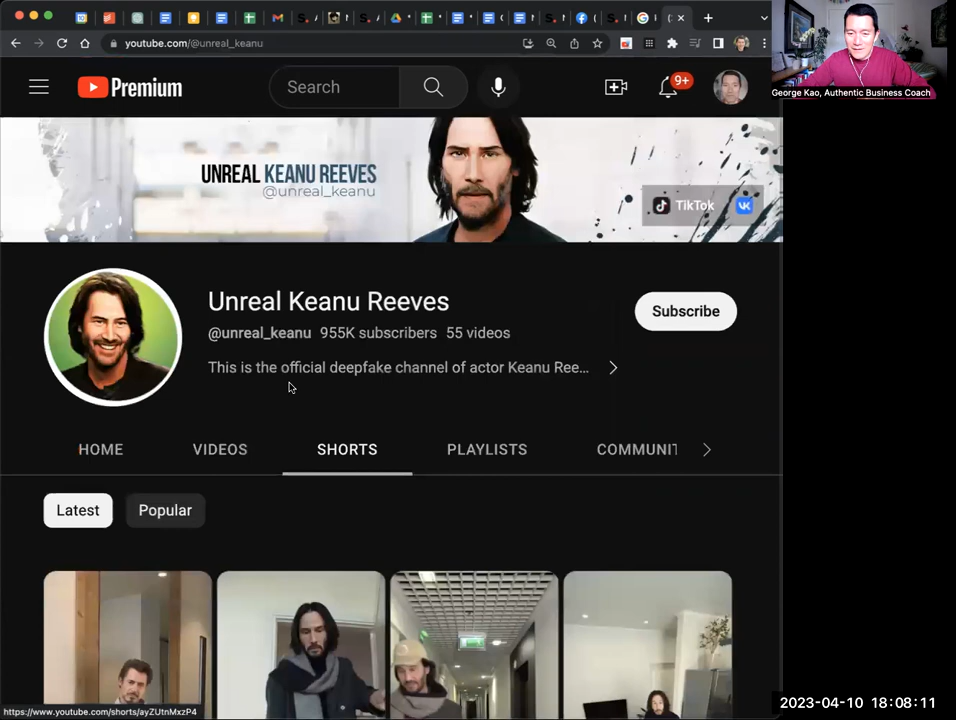 youtube.com/@unreal_keanu
George Kao, Authentic Business Coach
Premium
Search
9+
UNREAL KEANU REEVES
@unreal_keanu
TikTok
Unreal Keanu Reeves
@unreal_keanu 955K subscribers 55 videos
This is the official deepfake channel of actor Keanu Ree...
Subscribe
HOME VIDEOS SHORTS PLAYLISTS COMMUNIT
Latest Popular
https://www.youtube.com/shorts/ayZUtnMxzP4
2023-04-10 18:08:11